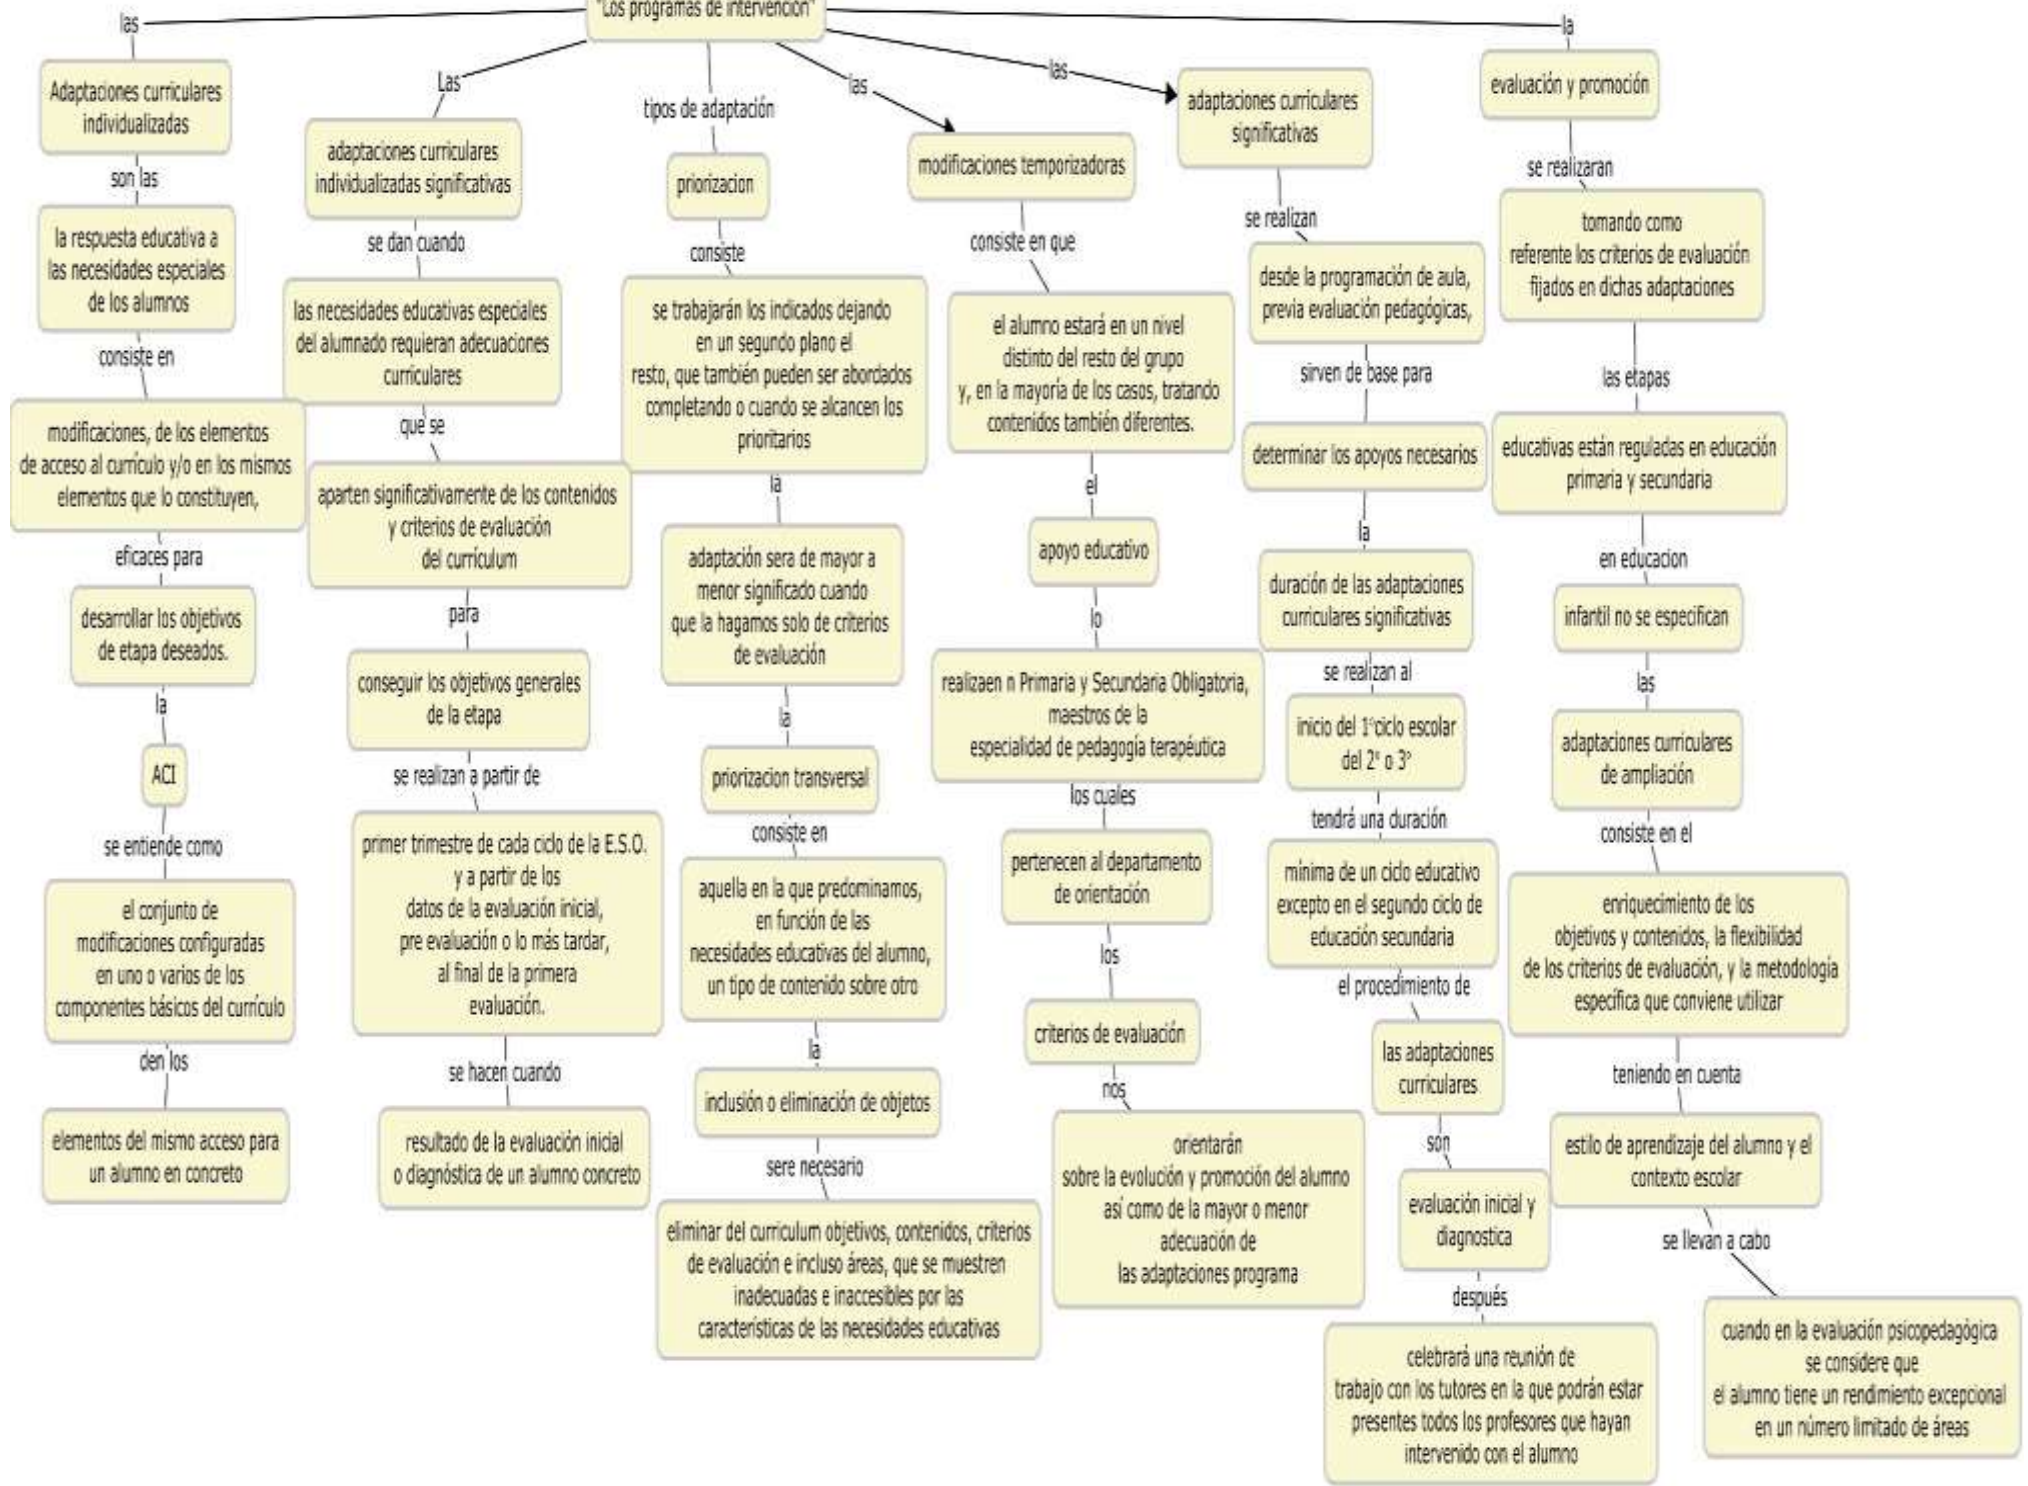 "Los programas de intervención"
las
Adaptaciones curriculares
individualizadas
son las
la respuesta educativa a
las necesidades especiales
de los alumnos
consiste en
modificaciones, de los elementos
de acceso al currículo y/o en los mismos
elementos que lo constituyen,
eficaces para
desarrollar los objetivos
de etapa deseados.
la
ACI
se entiende como
el conjunto de
modificaciones configuradas
en uno o varios de los
componentes básicos del currículo
den los
elementos del mismo acceso para
un alumno en concreto
Las
adaptaciones curriculares
individualizadas significativas
se dan cuando
las necesidades educativas especiales
del alumnado requieran adecuaciones
curriculares
que se
aparten significativamente de los contenidos
y criterios de evaluación
del currículum
para
conseguir los objetivos generales
de la etapa
se realizan a partir de
primer trimestre de cada ciclo de la E.S.O.
y a partir de los
datos de la evaluación inicial,
pre evaluación o lo más tardar,
al final de la primera
evaluación.
se hacen cuando
resultado de la evaluación inicial
o diagnóstica de un alumno concreto
tipos de adaptación
priorizacion
consiste
se trabajarán los indicados dejando
en un segundo plano el
resto, que también pueden ser abordados
completando o cuando se alcancen los
prioritarios
la
adaptación sera de mayor a
menor significado cuando
que la hagamos solo de criterios
de evaluación
la
priorizacion transversal
consiste en
aquella en la que predominamos,
en función de las
necesidades educativas del alumno,
un tipo de contenido sobre otro
la
inclusión o eliminación de objetos
sere necesario
eliminar del curriculum objetivos, contenidos, criterios
de evaluación e incluso áreas, que se muestren
inadecuadas e inaccesibles por las
características de las necesidades educativas
las
modificaciones temporizadoras
consiste en que
el alumno estará en un nivel
distinto del resto del grupo
y, en la mayoría de los casos, tratando
contenidos también diferentes.
el
apoyo educativo
lo
realizaen n Primaria y Secundaria Obligatoria,
maestros de la
especialidad de pedagogía terapéutica
los cuales
pertenecen al departamento
de orientación
los
criterios de evaluación
nos
orientarán
sobre la evolución y promoción del alumno
así como de la mayor o menor
adecuación de
las adaptaciones programa
las
adaptaciones curriculares
significativas
se realizan
desde la programación de aula,
previa evaluación pedagógicas,
sirven de base para
determinar los apoyos necesarios
la
duración de las adaptaciones
curriculares significativas
se realizan al
inicio del 1°ciclo escolar
del 2° o 3°
tendrá una duración
mínima de un ciclo educativo
excepto en el segundo ciclo de
educación secundaria
el procedimiento de
las adaptaciones
curriculares
son
evaluación inicial y
diagnostica
después
celebrará una reunión de
trabajo con los tutores en la que podrán estar
presentes todos los profesores que hayan
intervenido con el alumno
la
evaluación y promoción
se realizaran
tomando como
referente los criterios de evaluación
fijados en dichas adaptaciones
las etapas
educativas están reguladas en educación
primaria y secundaria
en educacion
infantil no se especifican
las
adaptaciones curriculares
de ampliación
consiste en el
enriquecimiento de los
objetivos y contenidos, la flexibilidad
de los criterios de evaluación, y la metodología
específica que conviene utilizar
teniendo en cuenta
estilo de aprendizaje del alumno y el
contexto escolar
se llevan a cabo
cuando en la evaluación psicopedagógica
se considere que
el alumno tiene un rendimiento excepcional
en un número limitado de áreas